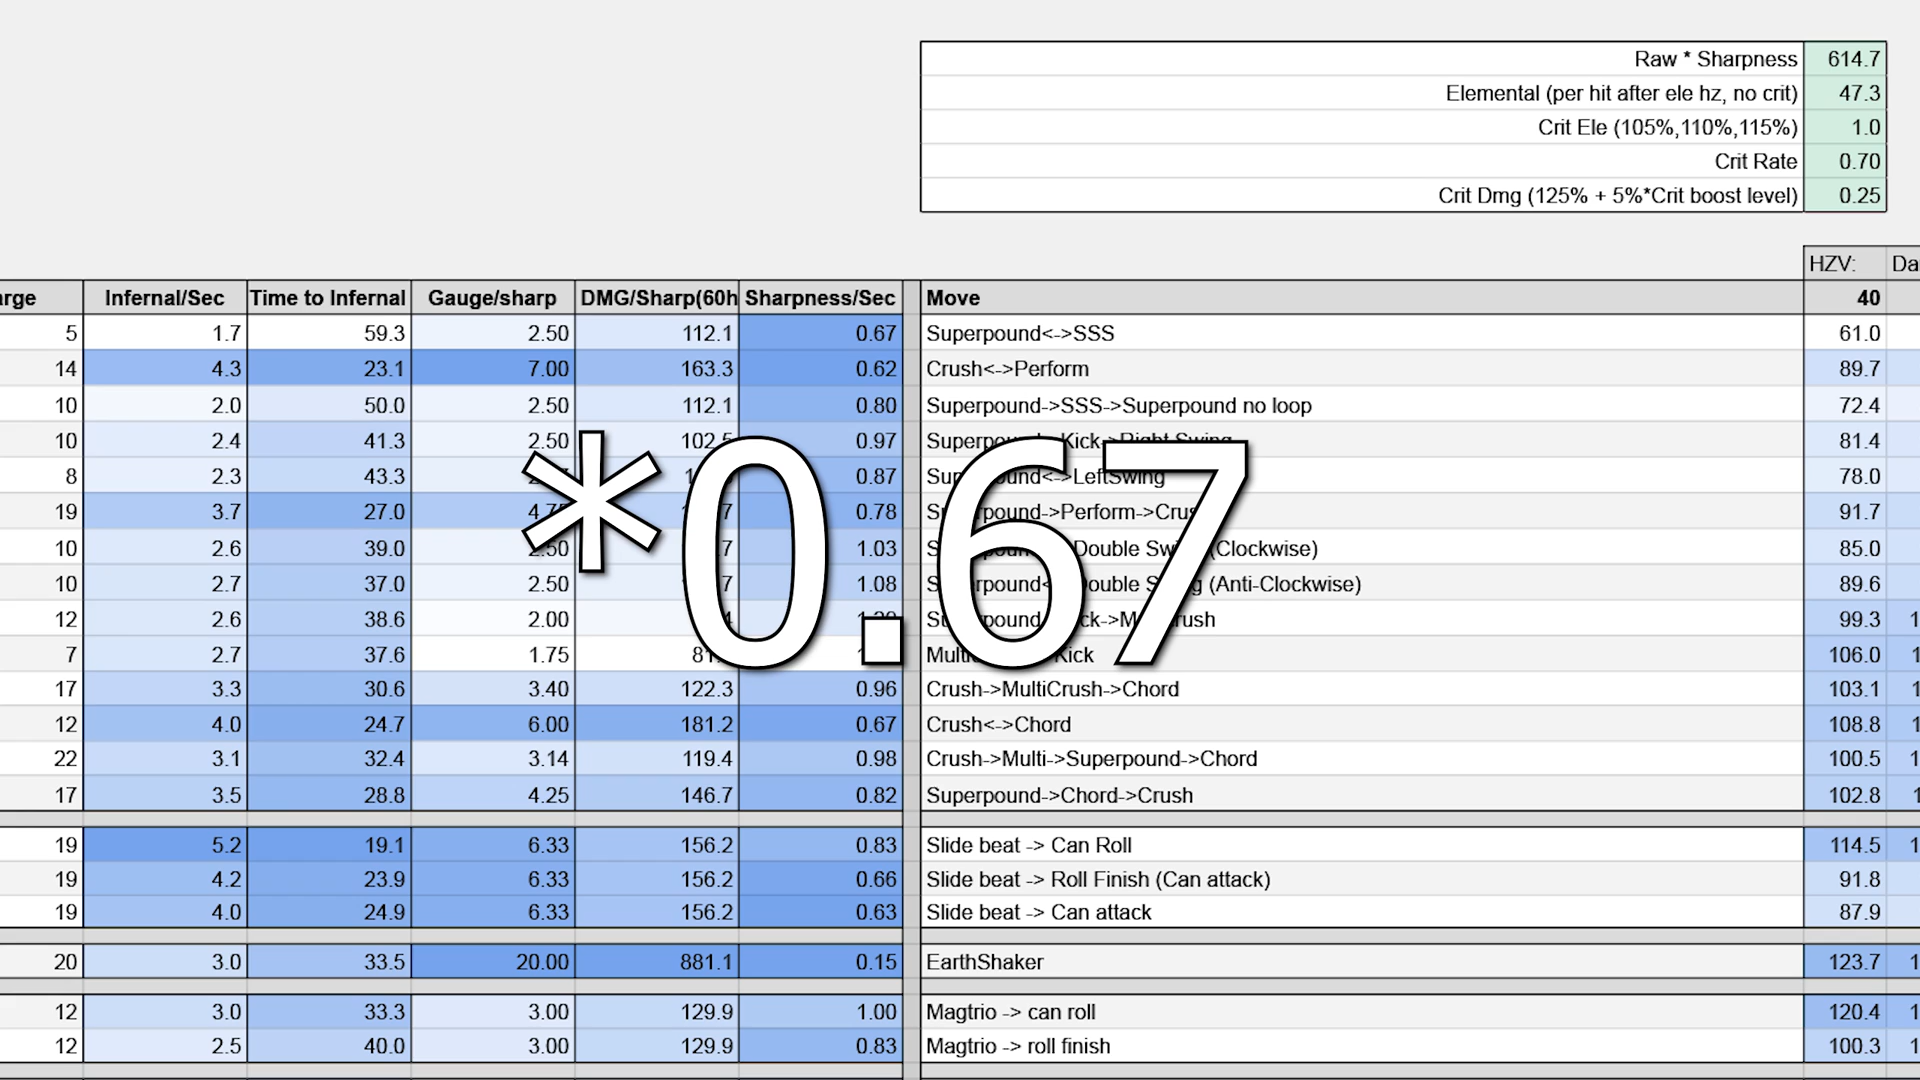 Raw * Sharpness 614.7
Elemental (per hit after ele hz, no crit) 47.3
Crit Ele (105%,110%,115%) 1.0
Crit Rate 0.70
Crit Dmg (125% + 5%*Crit boost level) 0.25
HZV:
Infernal/Sec Time to Infernal Gauge/sharp DMG/Sharp(60h Sharpness/Sec Move 40
5 1.7 59.3 2.50 112.1 0.67 Superpound<->SSS 61.0
14 4.3 23.1 7.00 163.3 0.62 Crush<->Perform 89.7
10 2.0 50.0 2.50 112.1 0.80 Superpound->SSS->Superpound no loop 72.4
10 2.4 41.3 2.50 0.97 81.4
8 2.3 43.3 0.87 78.0
19 3.7 27.0 0.78 91.7
10 2.6 39.0 2.50 1.03 (Clockwise) 85.0
10 2.7 37.0 2.50 1.08 (Anti-Clockwise) 89.6
12 2.6 38.6 2.00 99.3
7 2.7 37.6 1.75 106.0
*0.67
17 3.3 30.6 3.40 122.3 0.96 Crush->MultiCrush->Chord 103.1
12 4.0 24.7 6.00 181.2 0.67 Crush<->Chord 108.8
22 3.1 32.4 3.14 119.4 0.98 Crush->Multi->Superpound->Chord 100.5
17 3.5 28.8 4.25 146.7 0.82 Superpound->Chord->Crush 102.8
19 5.2 19.1 6.33 156.2 0.83 Slide beat -> Can Roll 114.5
19 4.2 23.9 6.33 156.2 0.66 Slide beat -> Roll Finish (Can attack) 91.8
19 4.0 24.9 6.33 156.2 0.63 Slide beat -> Can attack 87.9
20 3.0 33.5 20.00 881.1 0.15 EarthShaker 123.7
12 3.0 33.3 3.00 129.9 1.00 Magtrio -> can roll 120.4
12 2.5 40.0 3.00 129.9 0.83 Magtrio -> roll finish 100.3